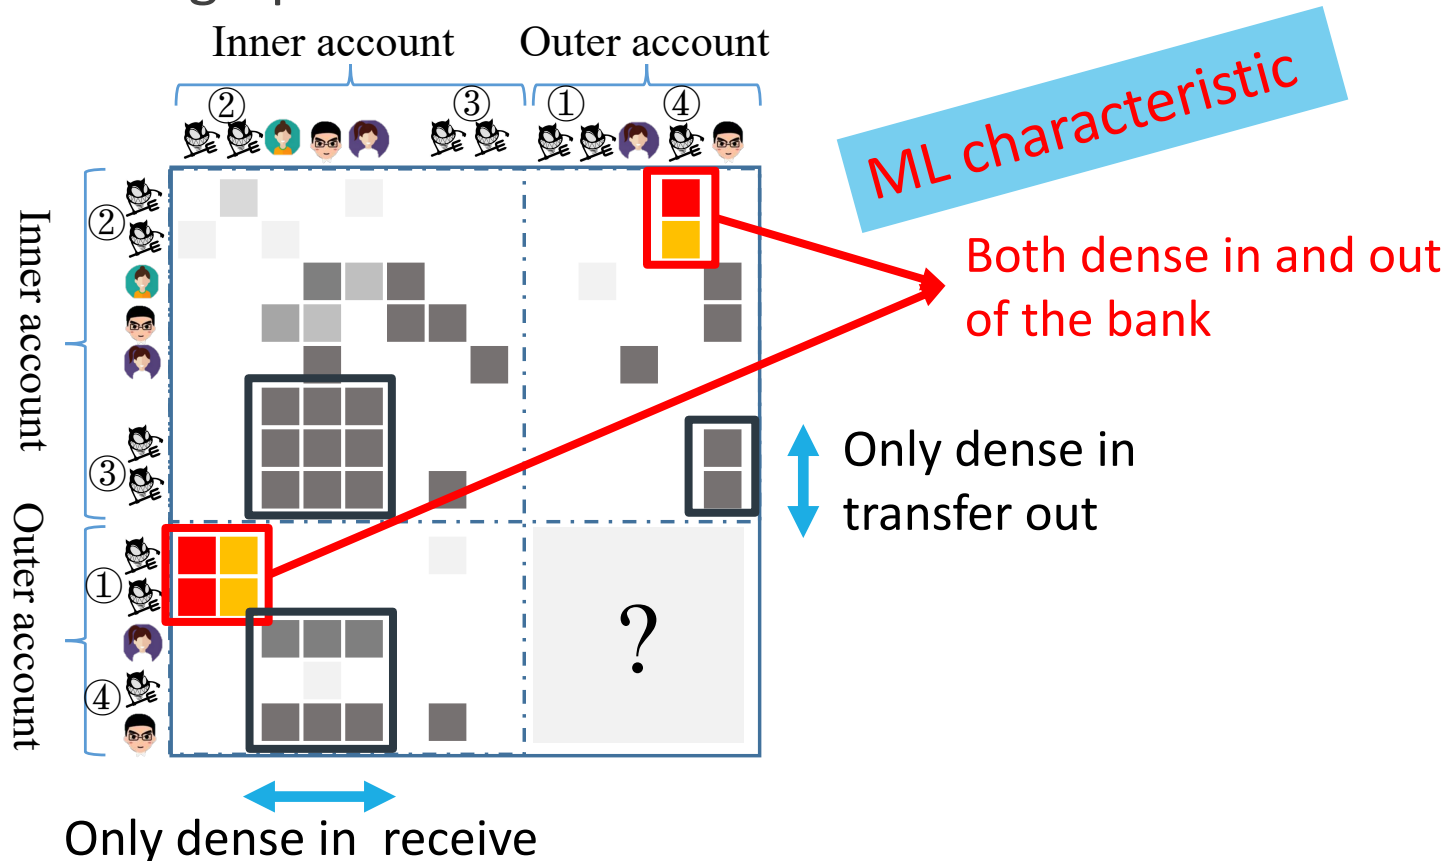 Inner account
Outer account
② ③ ① ④
ML characteristic
Inner account
②
③
Both dense in and out
of the bank
Only dense in
transfer out
Outer account
①
④
?
Only dense in receive